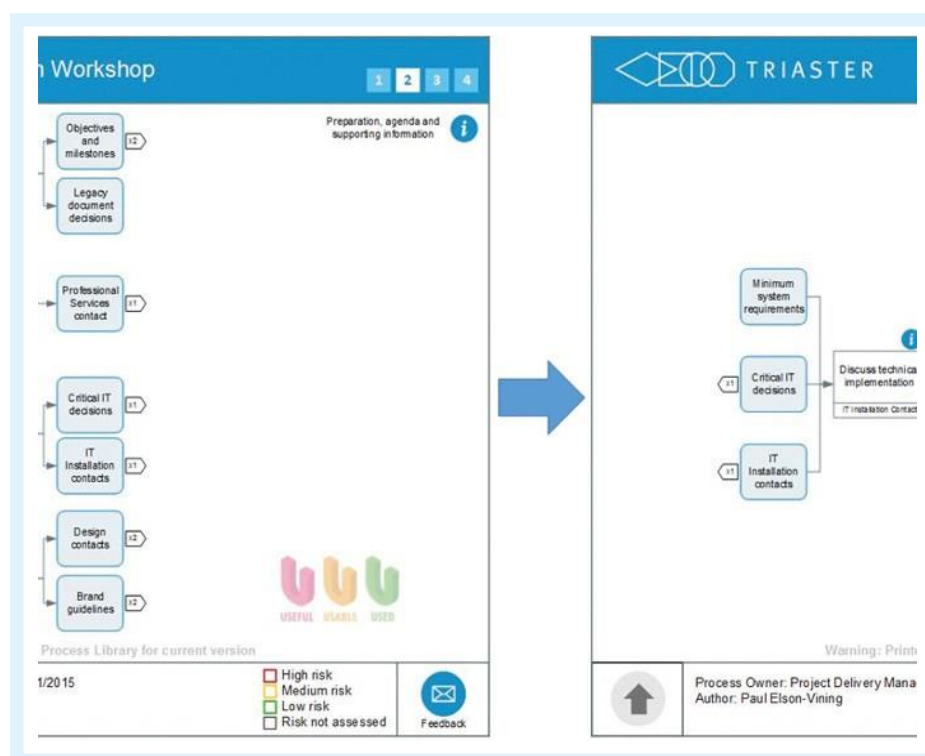 n Workshop
1 2 3 4
Preparation, agenda and
supporting information
i
Objectives
and
milestones
x2
Legacy
document
decisions
Professional
Services
contact
x1
Critical IT
decisions
x1
IT
Installation
contacts
x1
Design
contacts
x2
Brand
guidelines
x2
USEFUL USABLE USED
Process Library for current version
1/2015
High risk
Medium risk
Low risk
Risk not assessed
Feedback
TRIASTER
Minimum
system
requirements
i
x1
Critical IT
decisions
Discuss technica
implementation
IT Installation Contact
x1
IT
Installation
contacts
Warning: Printe
Process Owner: Project Delivery Mana
Author: Paul Elson-Vining